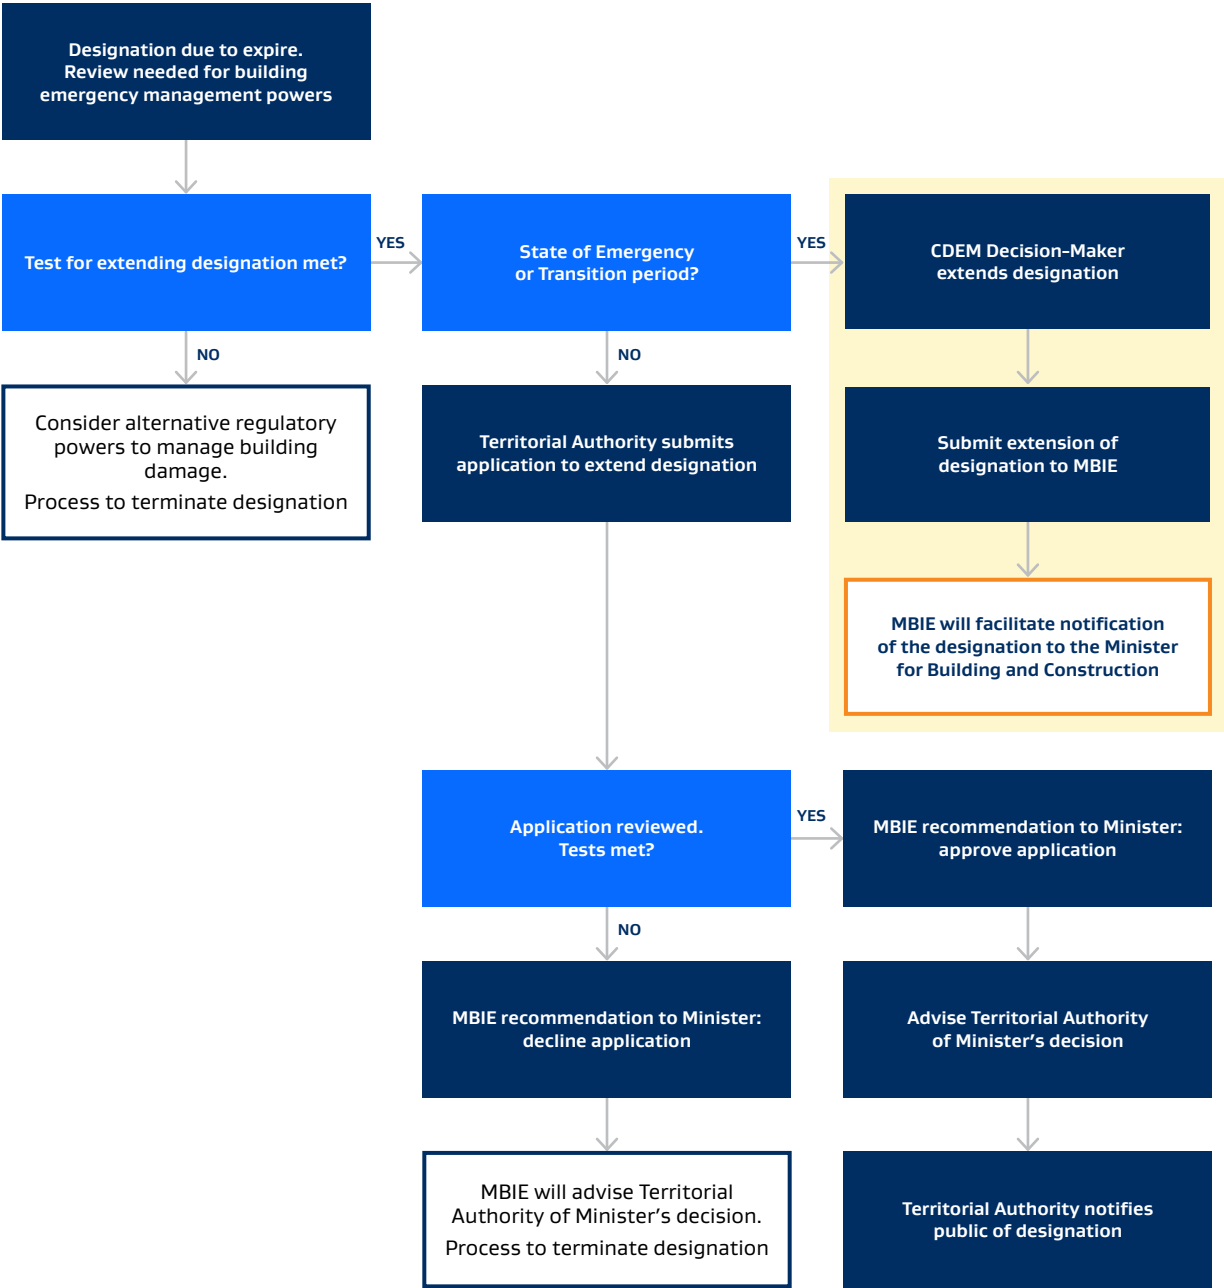 Designation due to expire.
Review needed for building
emergency management powers
Test for extending designation met?
YES
State of Emergency
or Transition period?
YES
CDEM Decision-Maker
extends designation
NO
Consider alternative regulatory
powers to manage building
damage.
Process to terminate designation
NO
Territorial Authority submits
application to extend designation
Submit extension of
designation to MBIE
MBIE will facilitate notification
of the designation to the Minister
for Building and Construction
Application reviewed.
Tests met?
YES
MBIE recommendation to Minister:
approve application
NO
MBIE recommendation to Minister:
decline application
Advise Territorial Authority
of Minister’s decision
MBIE will advise Territorial
Authority of Minister’s decision.
Process to terminate designation
Territorial Authority notifies
public of designation